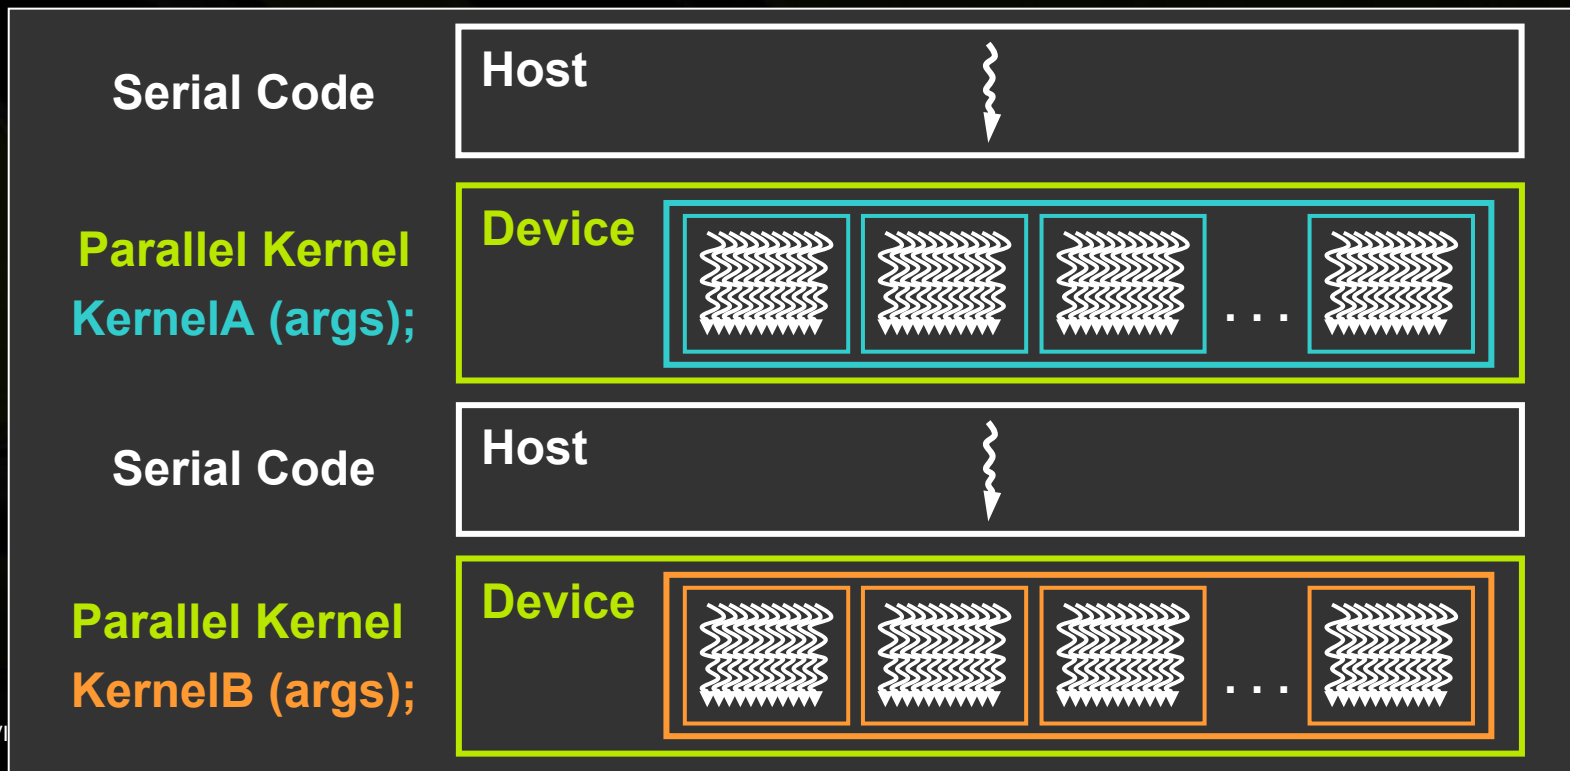 Serial Code
Host
Parallel Kernel
KernelA (args);
Device
. . .
Serial Code
Host
Parallel Kernel
KernelB (args);
Device
. . .